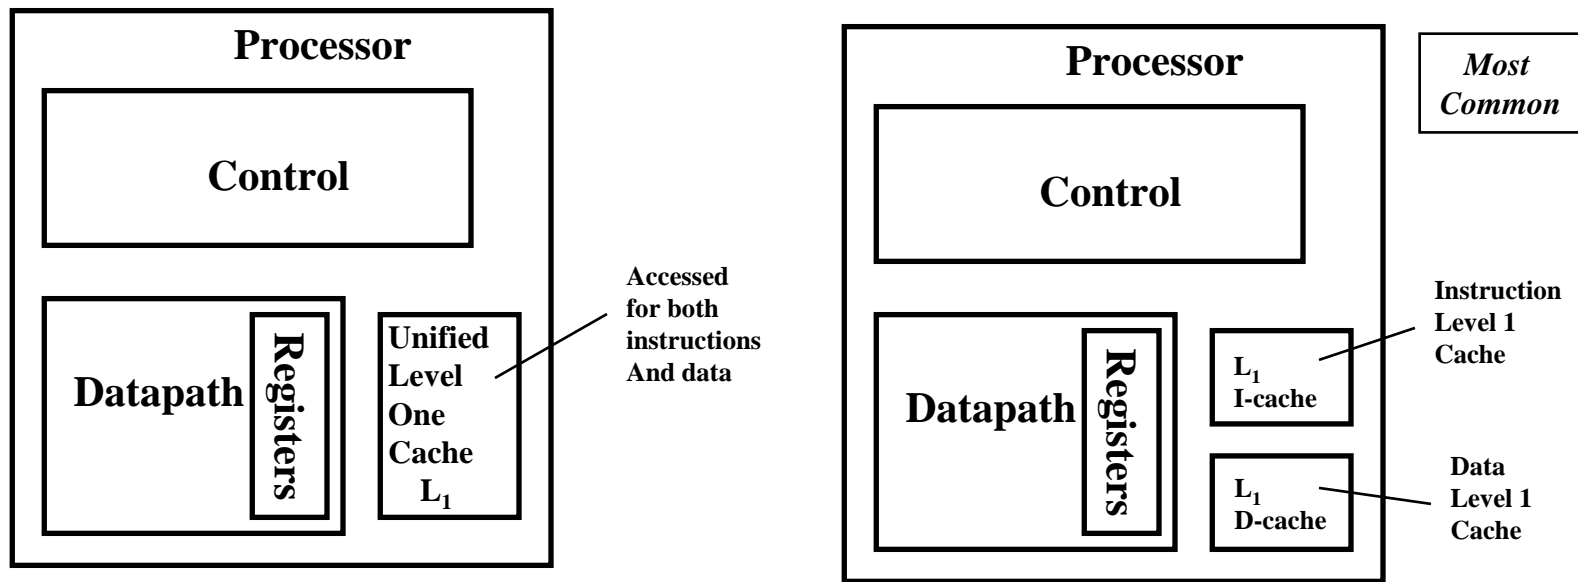 Processor
Control
Datapath
Registers
Unified
Level
One
Cache
L1
Accessed
for both
instructions
And data
Processor
Most
Common
Control
Datapath
Registers
L1
I-cache
Instruction
Level 1
Cache
L1
D-cache
Data
Level 1
Cache